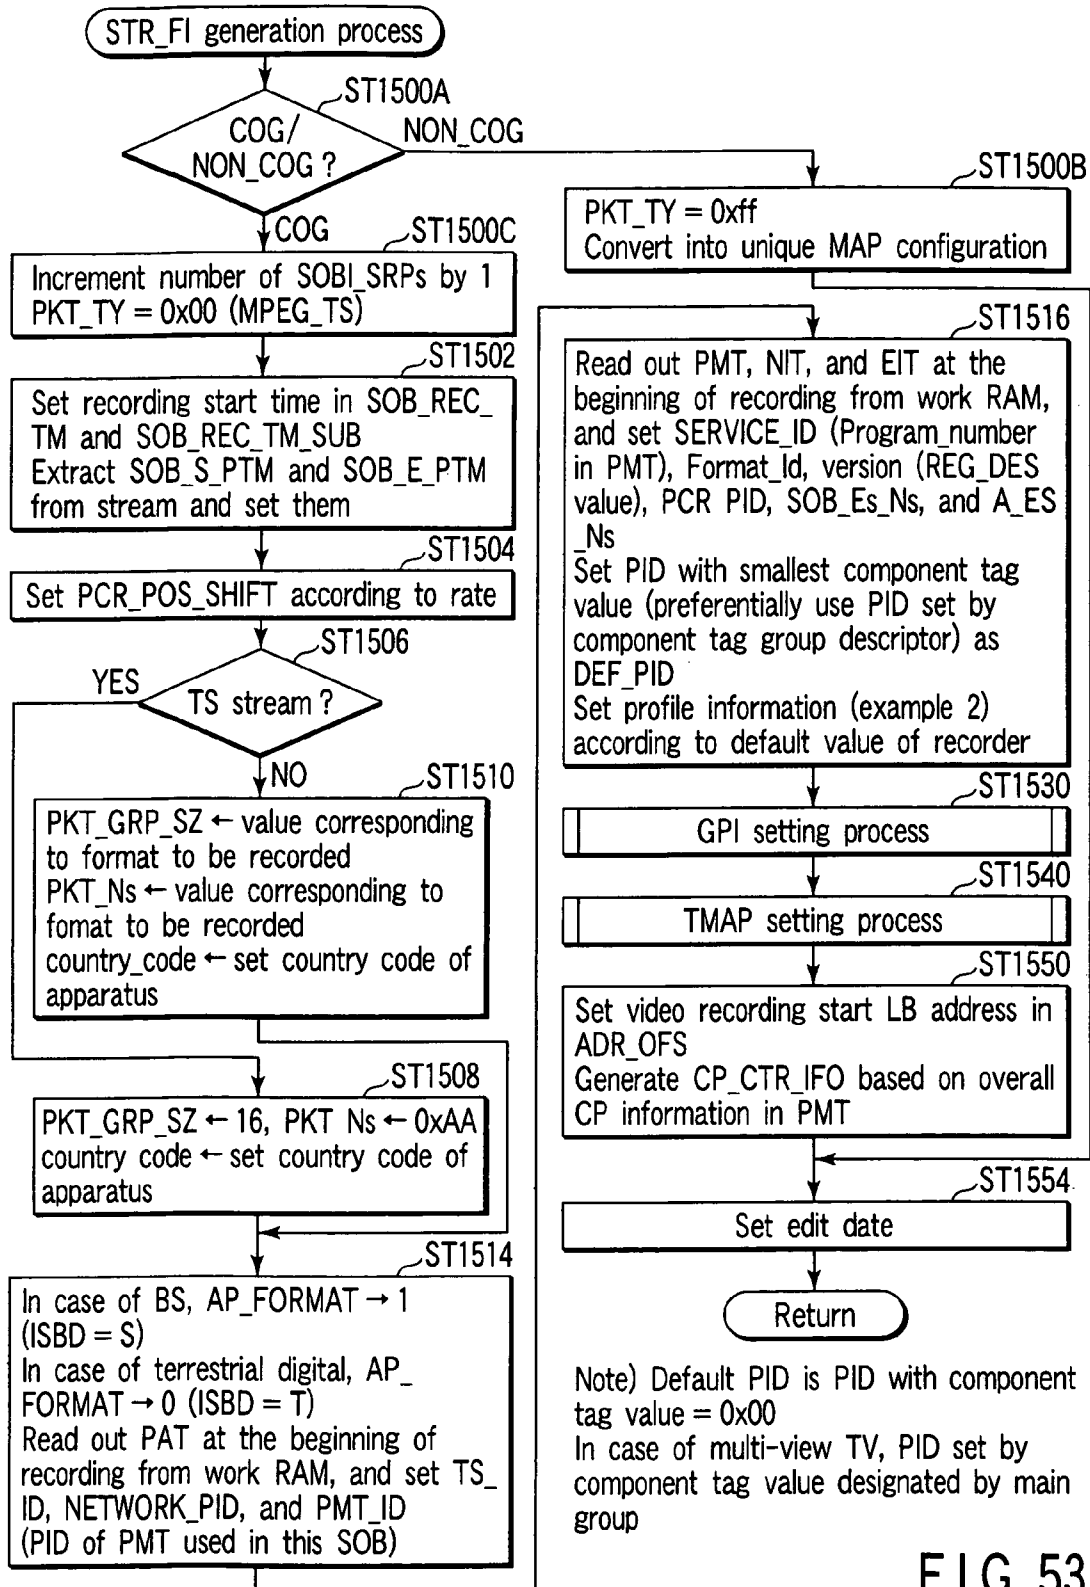 STR_FI generation process
ST1500A
COG/
NON_COG ?
NON_COG
COG
ST1500B
PKT_TY = 0xff
Convert into unique MAP configuration
ST1500C
Increment number of SOBI_SRPs by 1
PKT_TY = 0x00 (MPEG_TS)
ST1502
Set recording start time in SOB_REC_
TM and SOB_REC_TM_SUB
Extract SOB_S_PTM and SOB_E_PTM
from stream and set them
ST1504
Set PCR_POS_SHIFT according to rate
ST1506
TS stream ?
YES
NO
ST1510
PKT_GRP_SZ ← value corresponding
to format to be recorded
PKT_Ns ← value corresponding to
fomat to be recorded
country_code ← set country code of
apparatus
ST1508
PKT_GRP_SZ ← 16, PKT Ns ← 0xAA
country code ← set country code of
apparatus
ST1514
In case of BS, AP_FORMAT → 1
(ISBD = S)
In case of terrestrial digital, AP_
FORMAT → 0 (ISBD = T)
Read out PAT at the beginning of
recording from work RAM, and set TS_
ID, NETWORK_PID, and PMT_ID
(PID of PMT used in this SOB)
ST1516
Read out PMT, NIT, and EIT at the
beginning of recording from work RAM,
and set SERVICE_ID (Program_number
in PMT), Format_Id, version (REG_DES
value), PCR PID, SOB_Es_Ns, and A_ES
_Ns
Set PID with smallest component tag
value (preferentially use PID set by
component tag group descriptor) as
DEF_PID
Set profile information (example 2)
according to default value of recorder
ST1530
GPI setting process
ST1540
TMAP setting process
ST1550
Set video recording start LB address in
ADR_OFS
Generate CP_CTR_IFO based on overall
CP information in PMT
ST1554
Set edit date
Return
Note) Default PID is PID with component
tag value = 0x00
In case of multi-view TV, PID set by
component tag value designated by main
group
FIG. 53